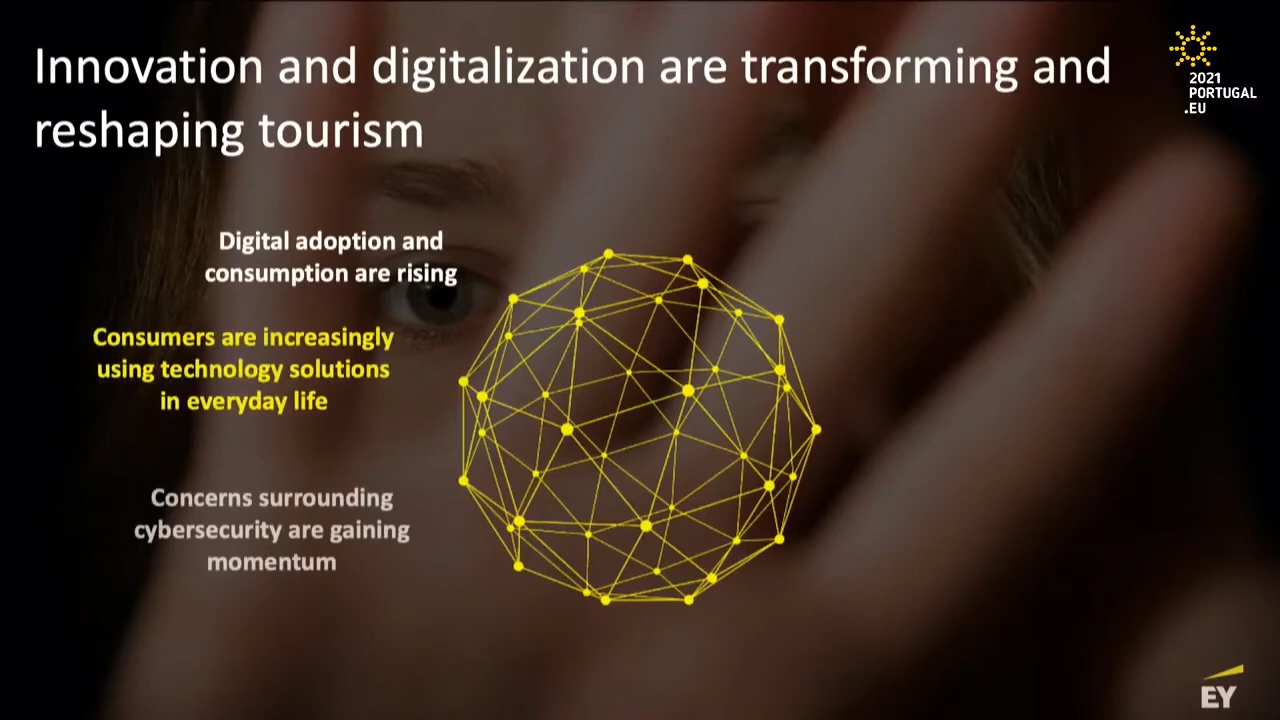 Innovation and digitalization are transforming and
reshaping tourism
2021
PORTUGAL
.EU
Digital adoption and
consumption are rising
Consumers are increasingly
using technology solutions
in everyday life
Concerns surrounding
cybersecurity are gaining
momentum
EY